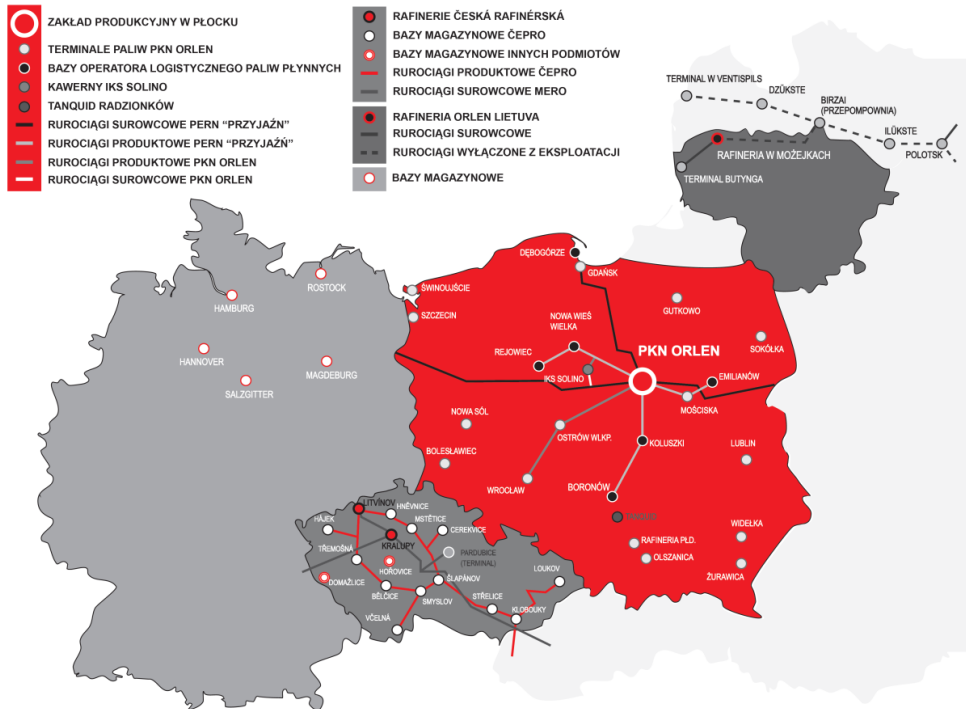 ZAKŁAD PRODUKCYJNY W PŁOCKU
TERMINALE PALIW PKN ORLEN
BAZY OPERATORA LOGISTYCZNEGO PALIW PŁYNNYCH
KAWERNY IKS SOLINO
TANQUID RADZIONKÓW
RUROCIĄGI SUROWCOWE PERN “PRZYJAŹN”
RUROCIĄGI PRODUKTOWE PERN “PRZYJAŹŃ”
RUROCIĄGI PRODUKTOWE PKN ORLEN
RUROCIĄGI SUROWCOWE PKN ORLEN
RAFINERIE ČESKÁ RAFINÉRSKÁ
BAZY MAGAZYNOWE ČEPRO
BAZY MAGAZYNOWE INNYCH PODMIOTÓW
RUROCIĄGI PRODUKTOWE ČEPRO
RUROCIĄGI SUROWCOWE MERO
RAFINERIA ORLEN LIETUVA
RUROCIĄGI SUROWCOWE
RUROCIĄGI WYŁĄCZONE Z EKSPLOATACJI
BAZY MAGAZYNOWE
TERMINAL W VENTISPILS
DZŪKSTE
BIRZAI
(PRZEPOMPOWNIA)
ILŪKSTE
POLOTSK
RAFINERIA W MOŻEJKACH
TERMINAL BUTYNGA
DĘBOGÓRZE
GDAŃSK
ROSTOCK
HAMBURG
ŚWINOUJŚCIE
SZCZECIN
GUTKOWO
NOWA WIEŚ
WIELKA
SOKÓŁKA
HANNOVER
REJOWIEC
PKN ORLEN
MAGDEBURG
IKS SOLINO
EMILIANÓW
SALZGITTER
MOŚCISKA
NOWA SÓL
OSTRÓW WLKP.
KOLUSZKI
LUBLIN
BOLESŁAWIEC
WROCŁAW
BORONÓW
LITVÍNOV
HNĚVNICE
HÁJEK
MSTĚTICE
CEREKVICE
WIDEŁKA
KRALUPY
RAFINERIA PŁD.
TŘEMOŠNÁ
PARDUBICE
(TERMINAL)
OLSZANICA
HOŘOVICE
LOUKOV
ŻURAWICA
DOMAŽLICE
ŠLAPÁNOV
BĚLČICE
SMYSLOV
STŘELICE
KLOBOUKY
VČELNÁ